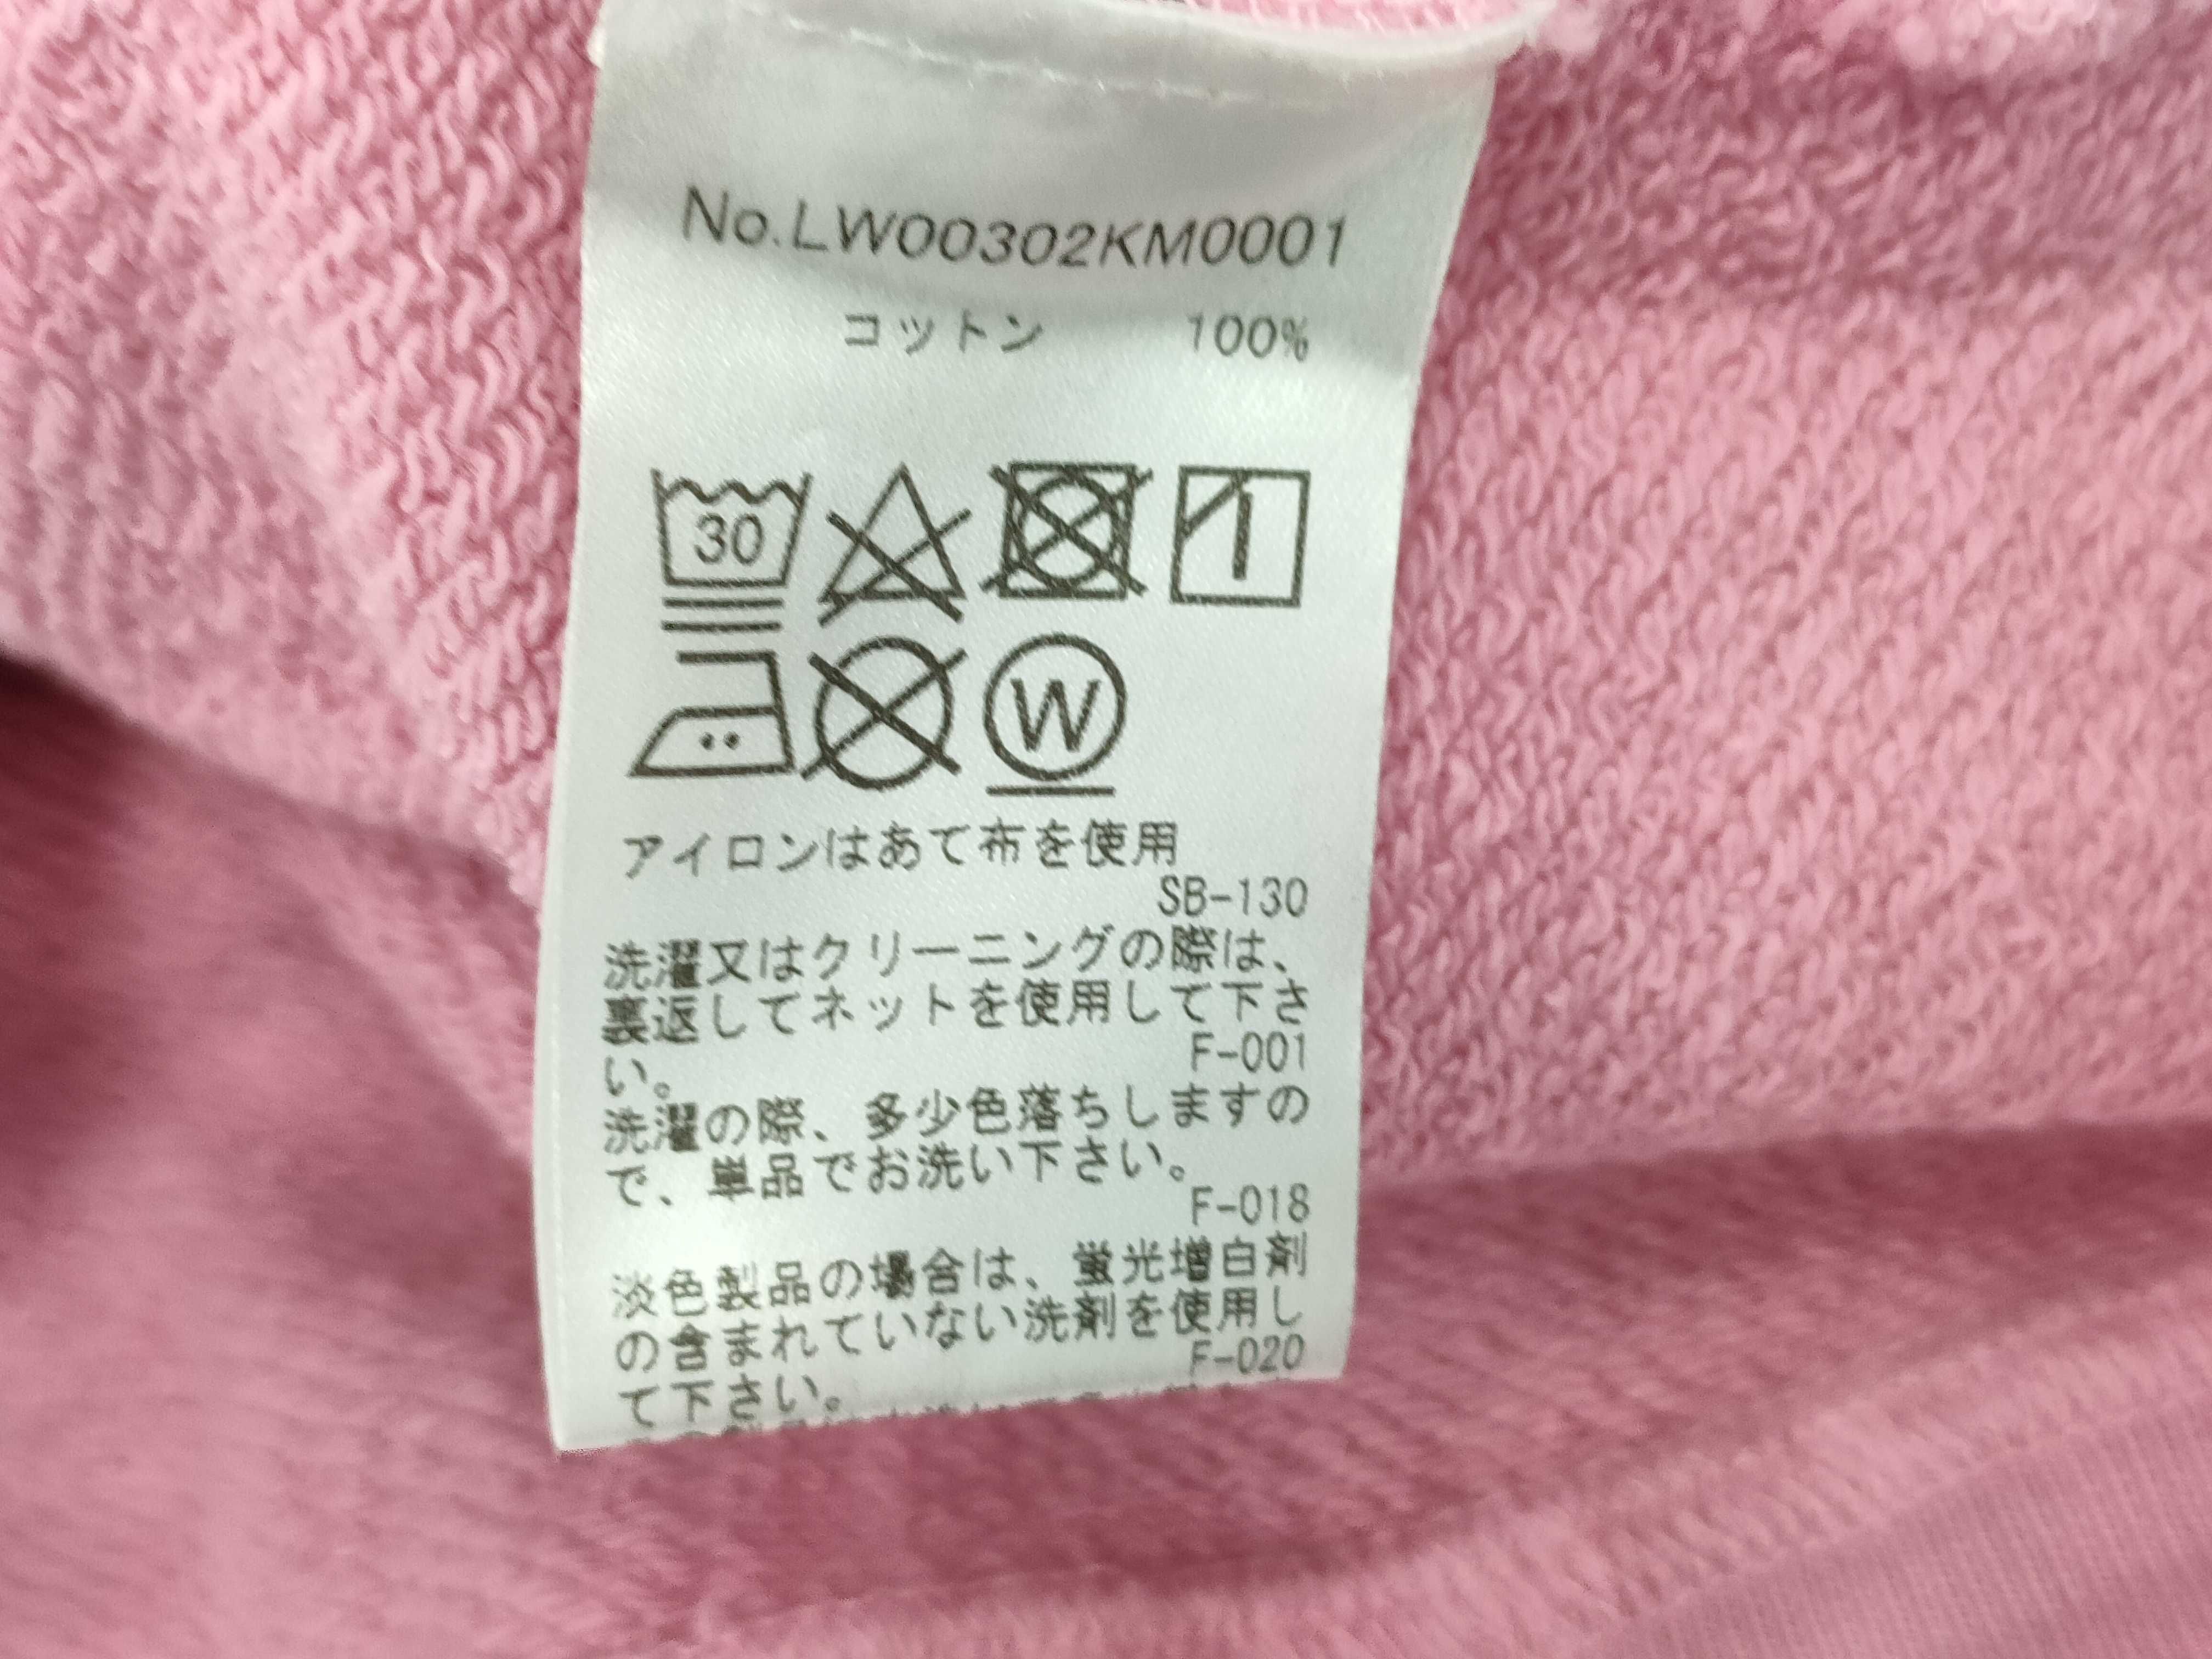 No.LW00302KM0001
コットン 100%
30
W
アイロンはあて布を使用
SB-130
洗濯又はクリーニングの際は、
裏返してネットを使用して下さ
い。
F-001
洗濯の際、多少色落ちしますの
で、単品でお洗い下さい。
F-018
淡色製品の場合は、蛍光増白剤
の含まれていない洗剤を使用し
て下さい。
F-020